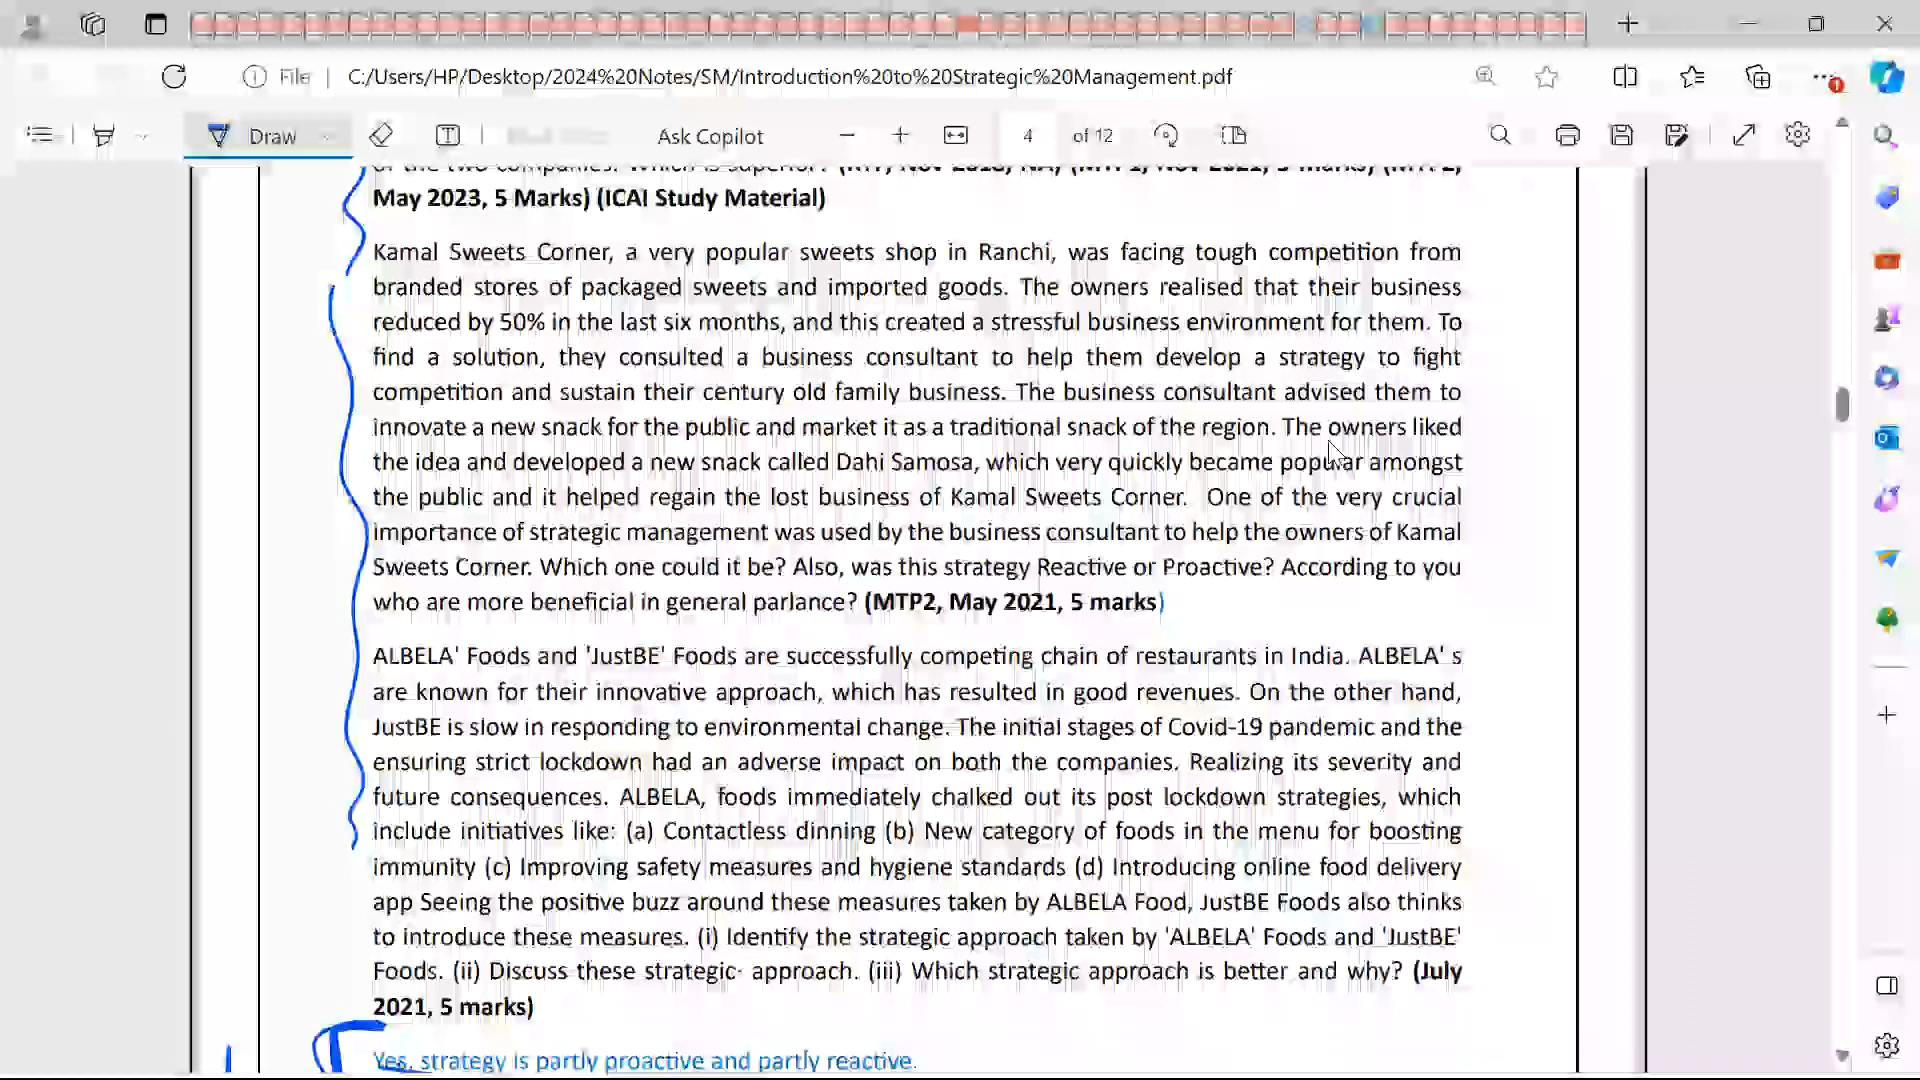 File | C:/Users/HP/Desktop/2024%20Notes/SM/Introduction%20to%20Strategic%20Management.pdf
Draw Ask Copilot 4 of 12
of the two companies. Which is superior?
May 2023, 5 Marks) (ICAI Study Material)
Kamal Sweets Corner, a very popular sweets shop in Ranchi, was facing tough competition from
branded stores of packaged sweets and imported goods. The owners realised that their business
reduced by 50% in the last six months, and this created a stressful business environment for them. To
find a solution, they consulted a business consultant to help them develop a strategy to fight
competition and sustain their century old family business. The business consultant advised them to
innovate a new snack for the public and market it as a traditional snack of the region. The owners liked
the idea and developed a new snack called Dahi Samosa, which very quickly became popular amongst
the public and it helped regain the lost business of Kamal Sweets Corner. One of the very crucial
importance of strategic management was used by the business consultant to help the owners of Kamal
Sweets Corner. Which one could it be? Also, was this strategy Reactive or Proactive? According to you
who are more beneficial in general parlance? (MTP2, May 2021, 5 marks)
ALBELA' Foods and 'JustBE' Foods are successfully competing chain of restaurants in India. ALBELA' s
are known for their innovative approach, which has resulted in good revenues. On the other hand,
JustBE is slow in responding to environmental change. The initial stages of Covid-19 pandemic and the
ensuring strict lockdown had an adverse impact on both the companies. Realizing its severity and
future consequences. ALBELA, foods immediately chalked out its post lockdown strategies, which
include initiatives like: (a) Contactless dinning (b) New category of foods in the menu for boosting
immunity (c) Improving safety measures and hygiene standards (d) Introducing online food delivery
app Seeing the positive buzz around these measures taken by ALBELA Food, JustBE Foods also thinks
to introduce these measures. (i) Identify the strategic approach taken by 'ALBELA' Foods and 'JustBE'
Foods. (ii) Discuss these strategic· approach. (iii) Which strategic approach is better and why? (July
2021, 5 marks)
Yes, strategy is partly proactive and partly reactive.